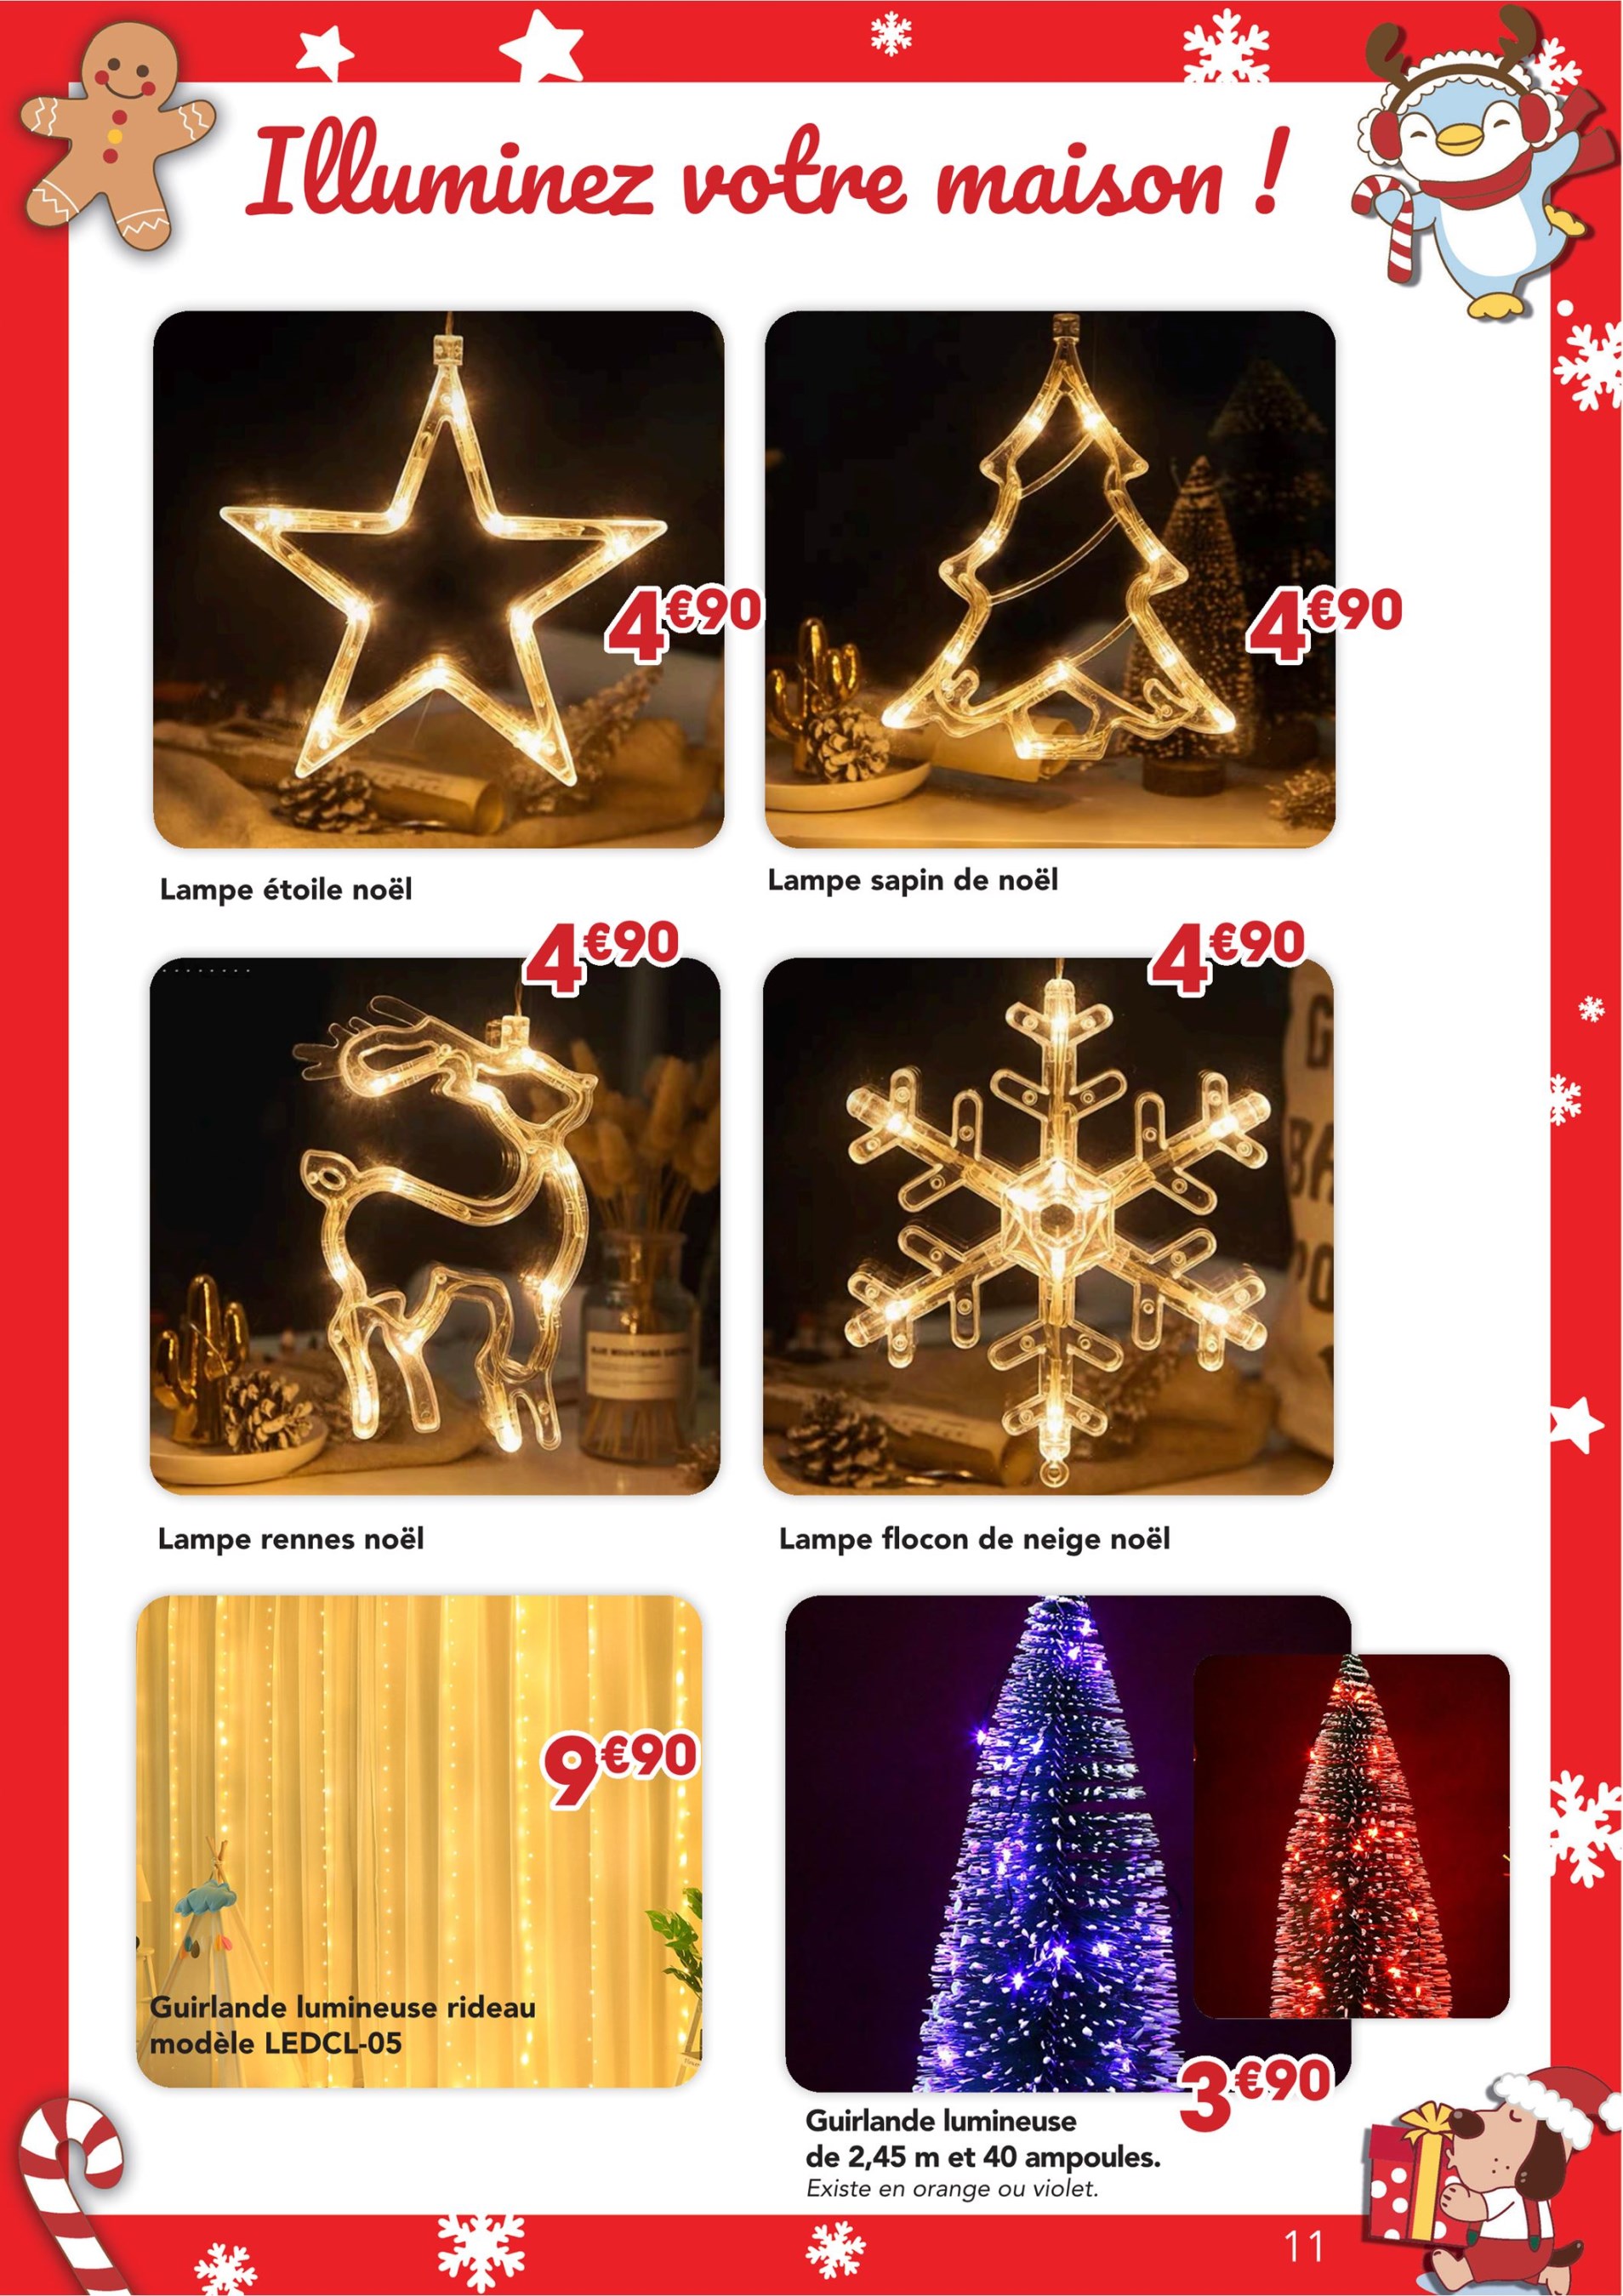 Illuminez votre maison !
4€90
4€90
Lampe étoile noël
Lampe sapin de noël
4€90
4€90
Lampe rennes noël
Lampe flocon de neige noël
9€90
Guirlande lumineuse rideau
modèle LEDCL-05
3€90
Guirlande lumineuse
de 2,45 m et 40 ampoules.
Existe en orange ou violet.
11